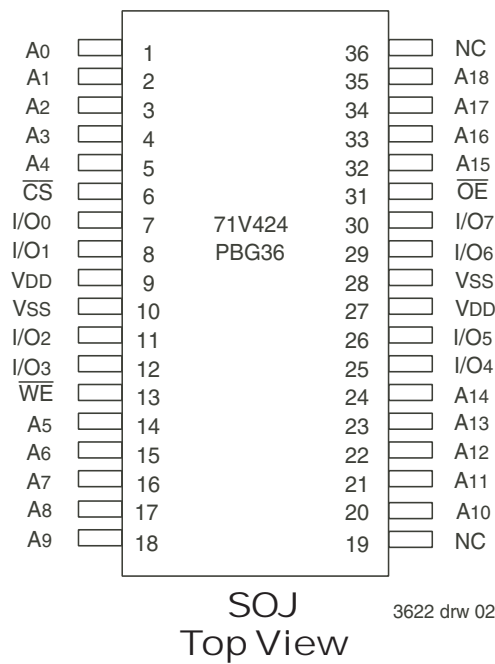 A0 1 36 NC
A1 2 35 A18
A2 3 34 A17
A3 4 33 A16
A4 5 32 A15
C̅S̅ 6 31 O̅E̅
I/O0 7 71V424 30 I/O7
I/O1 8 PBG36 29 I/O6
VDD 9 28 VSS
VSS 10 27 VDD
I/O2 11 26 I/O5
I/O3 12 25 I/O4
W̅E̅ 13 24 A14
A5 14 23 A13
A6 15 22 A12
A7 16 21 A11
A8 17 20 A10
A9 18 19 NC
SOJ 3622 drw 02
Top View